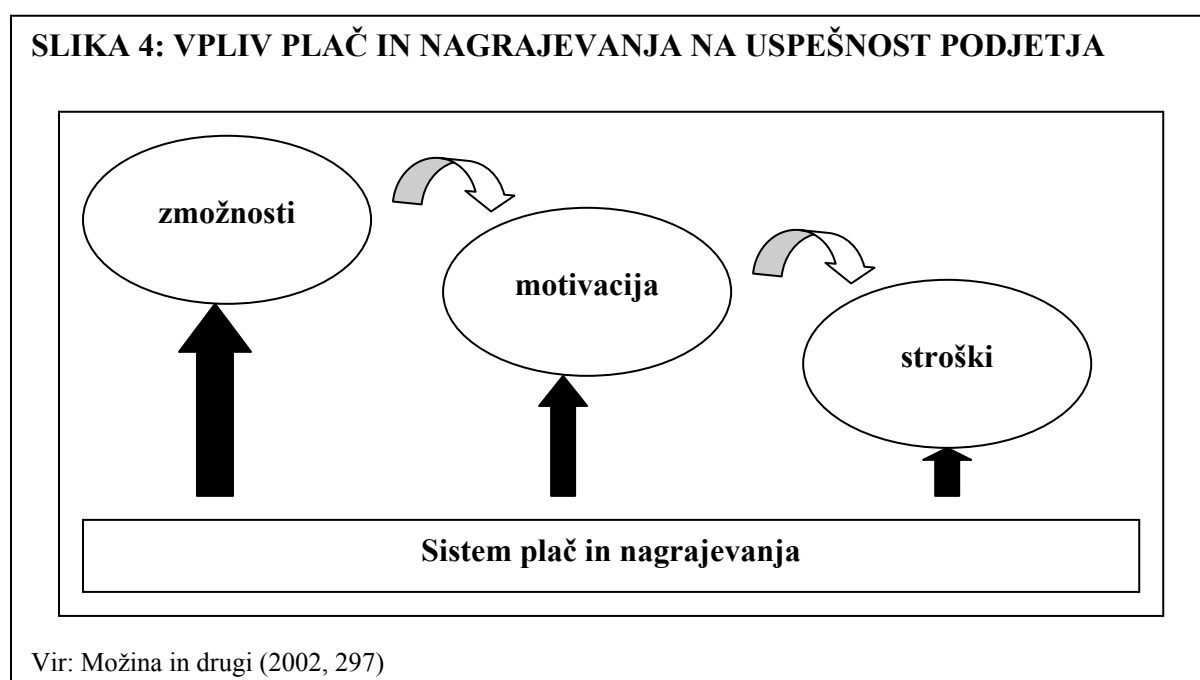 SLIKA 4: VPLIV PLAČ IN NAGRAJEVANJA NA USPEŠNOST PODJETJA
zmožnosti
motivacija
stroški
Sistem plač in nagrajevanja
Vir: Možina in drugi (2002, 297)